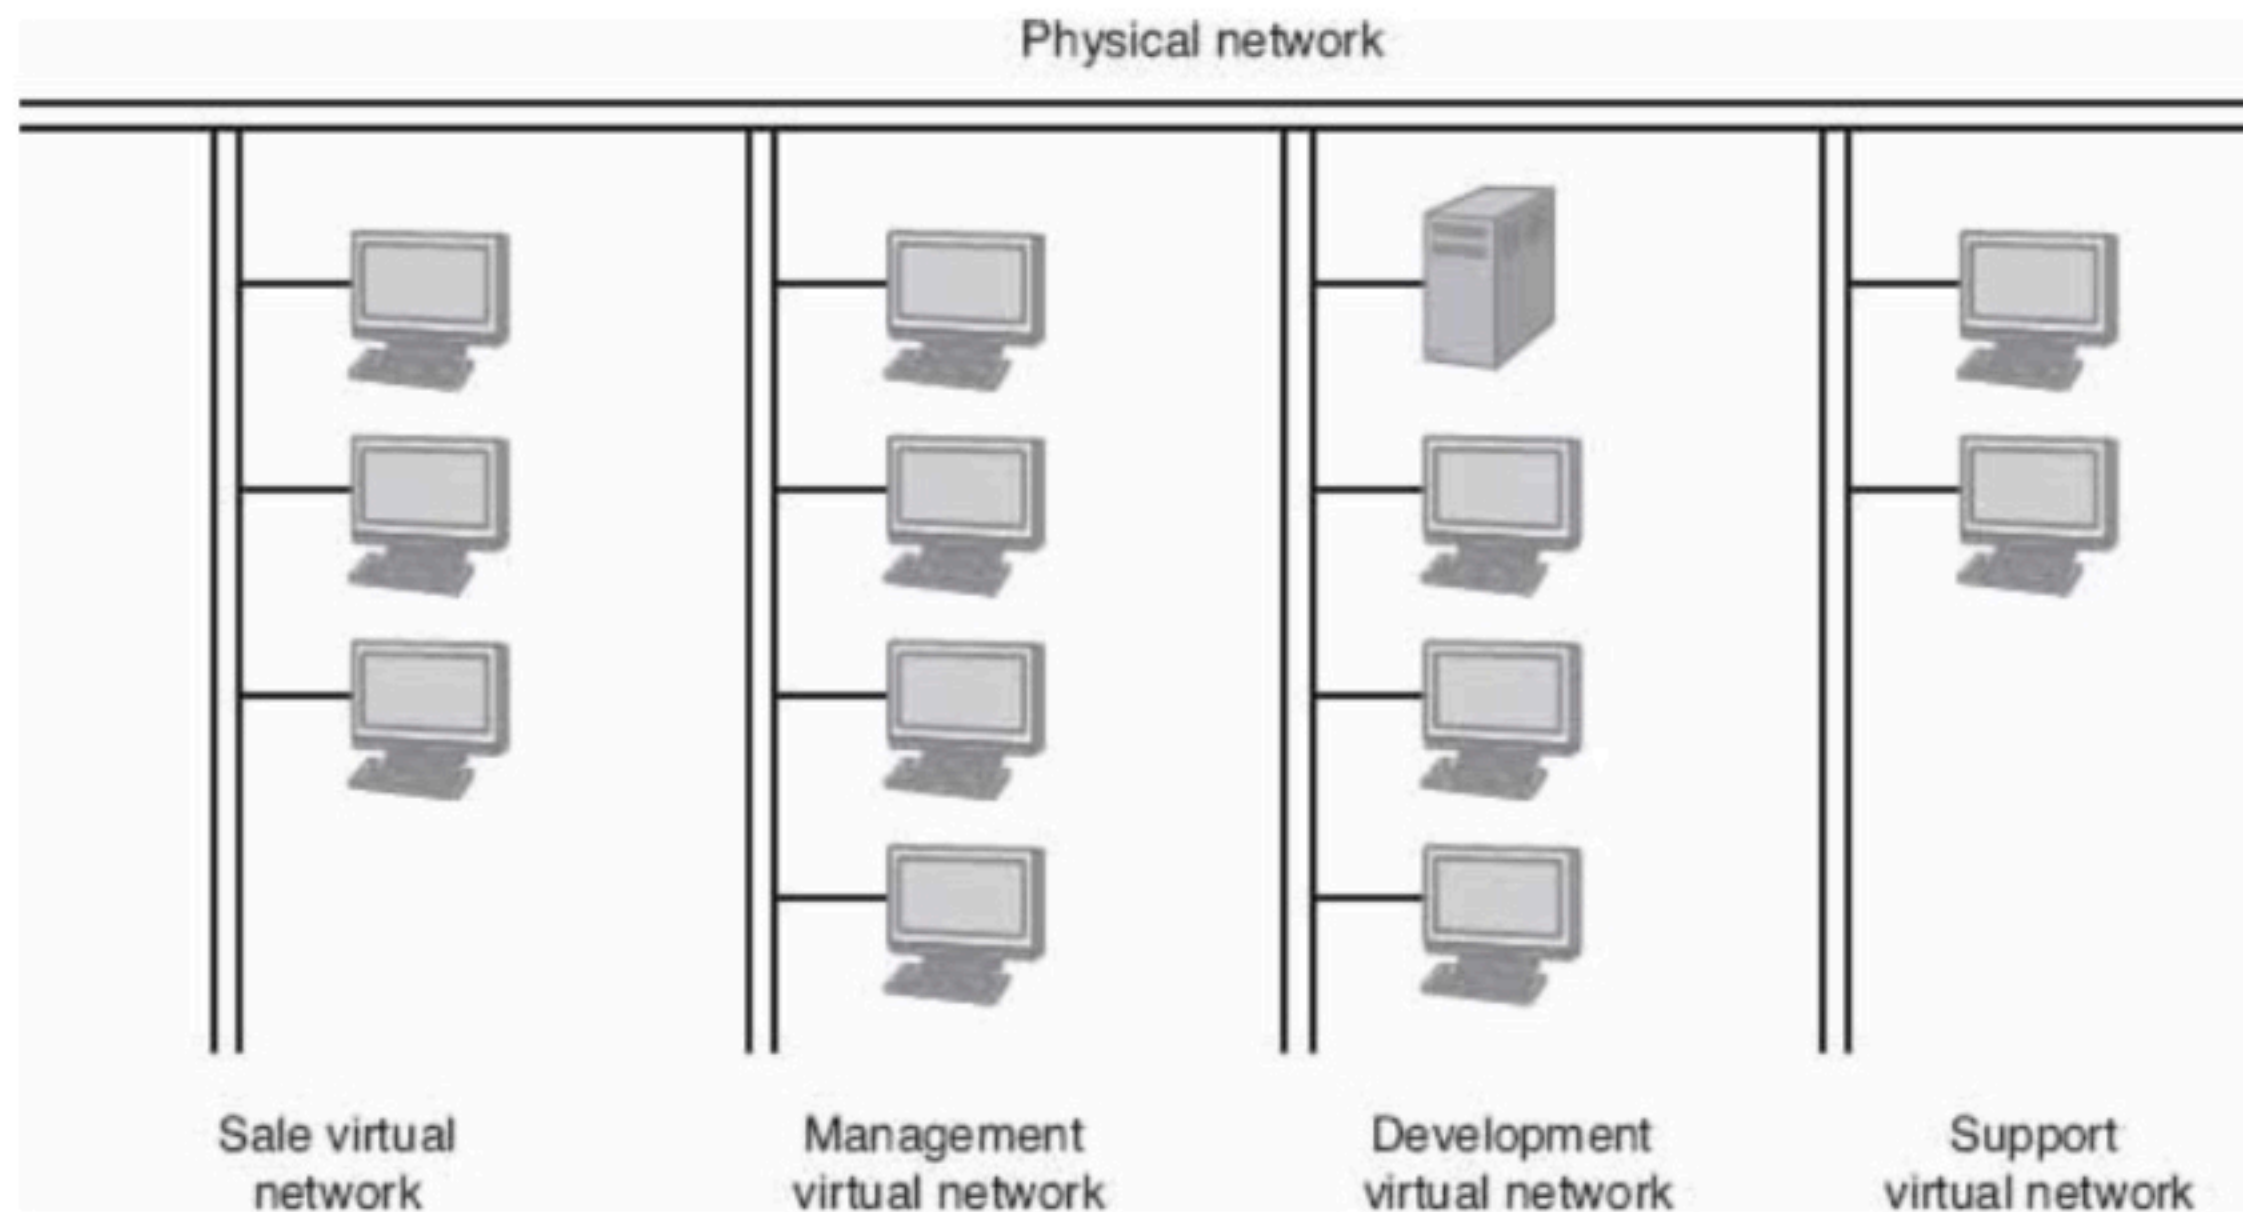 Physical network
Sale virtual
network
Management
virtual network
Development
virtual network
Support
virtual network